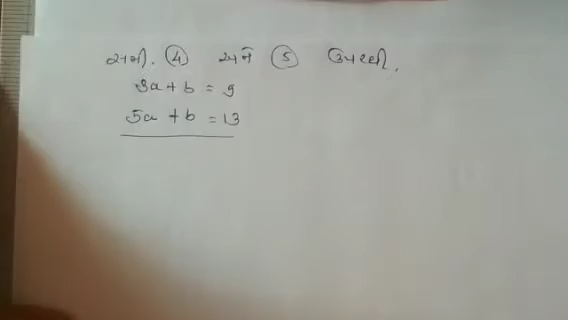 સમી. ④ અને ⑤ ઉપરથી,
3a + b = 9
5a + b = 13